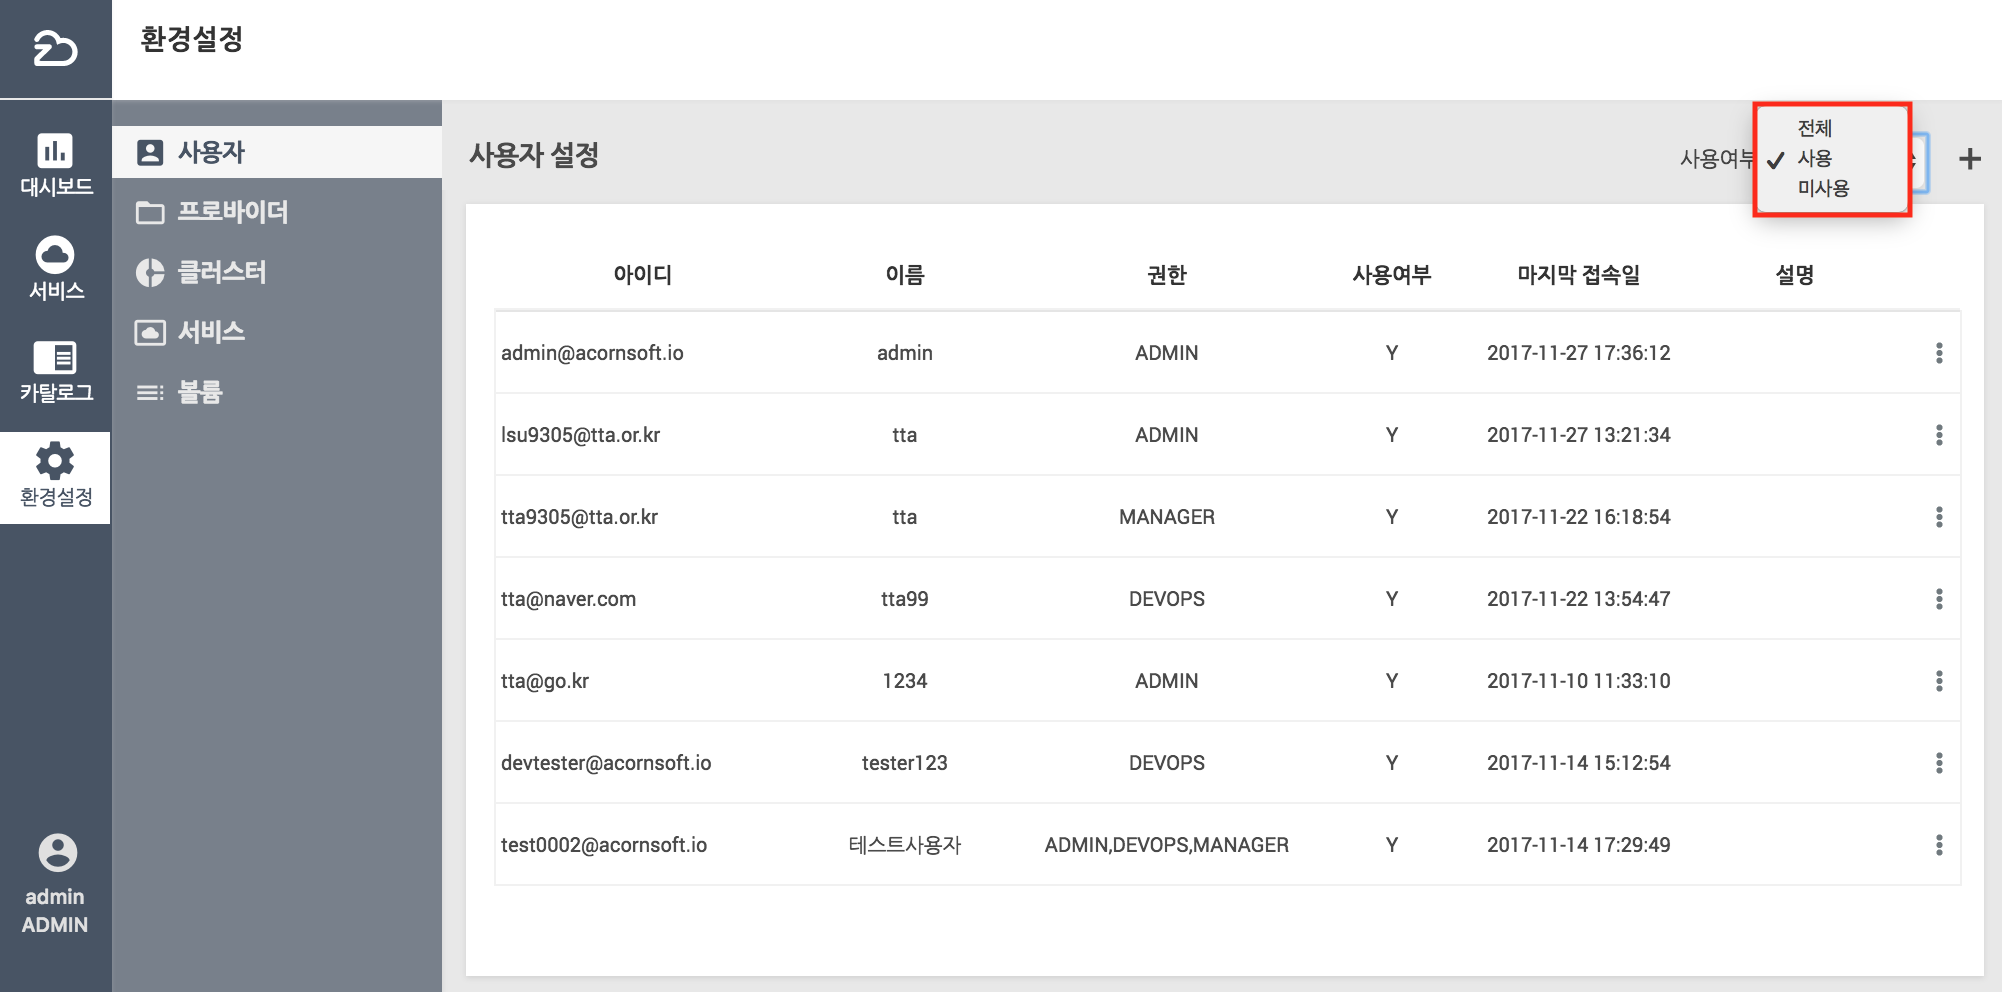 환경설정
대시보드
서비스
카탈로그
환경설정
admin
ADMIN
사용자
프로바이더
클러스터
서비스
볼륨
사용자 설정
사용여부
전체
사용
미사용
아이디 이름 권한 사용여부 마지막 접속일 설명
admin@acornsoft.io admin ADMIN Y 2017-11-27 17:36:12
lsu9305@tta.or.kr tta ADMIN Y 2017-11-27 13:21:34
tta9305@tta.or.kr tta MANAGER Y 2017-11-22 16:18:54
tta@naver.com tta99 DEVOPS Y 2017-11-22 13:54:47
tta@go.kr 1234 ADMIN Y 2017-11-10 11:33:10
devtester@acornsoft.io tester123 DEVOPS Y 2017-11-14 15:12:54
test0002@acornsoft.io 테스트사용자 ADMIN,DEVOPS,MANAGER Y 2017-11-14 17:29:49